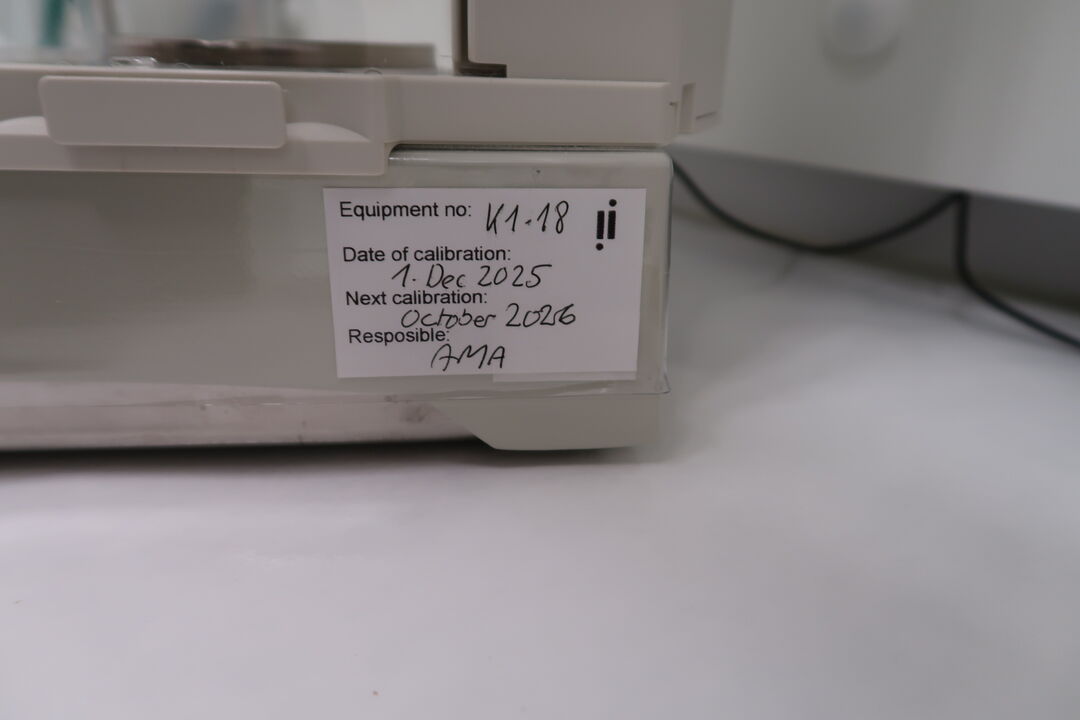 Equipment no: K1-18
Date of calibration:
1. Dec 2025
Next calibration:
October 2026
Resposible:
AMA